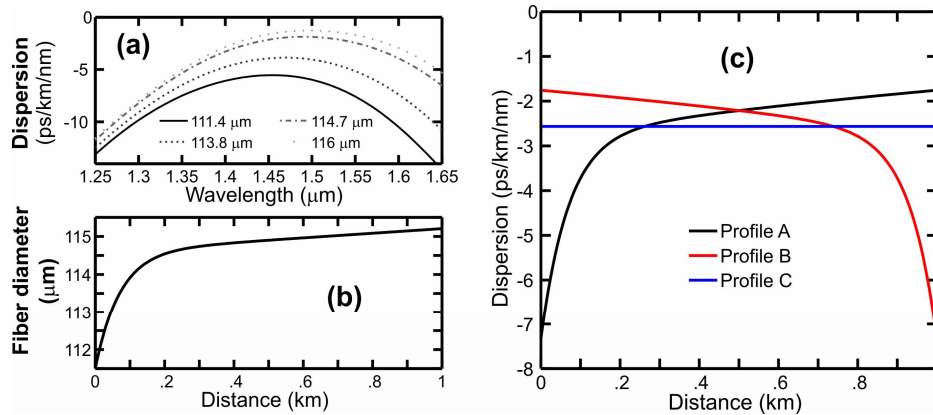 (a)
Dispersion
(ps/km/nm)
0
-5
-10
111.4 μm
114.7 μm
113.8 μm
116 μm
1.25
1.3
1.35
1.4
1.45
1.5
1.55
1.6
1.65
Wavelength (μm)
(b)
Fiber diameter
(μm)
115
114
113
112
0
.2
.4
.6
.8
1
Distance (km)
(c)
Dispersion (ps/km/nm)
0
-1
-2
-3
-4
-5
-6
-7
-8
Profile A
Profile B
Profile C
0
.2
.4
.6
0.8
Distance (km)